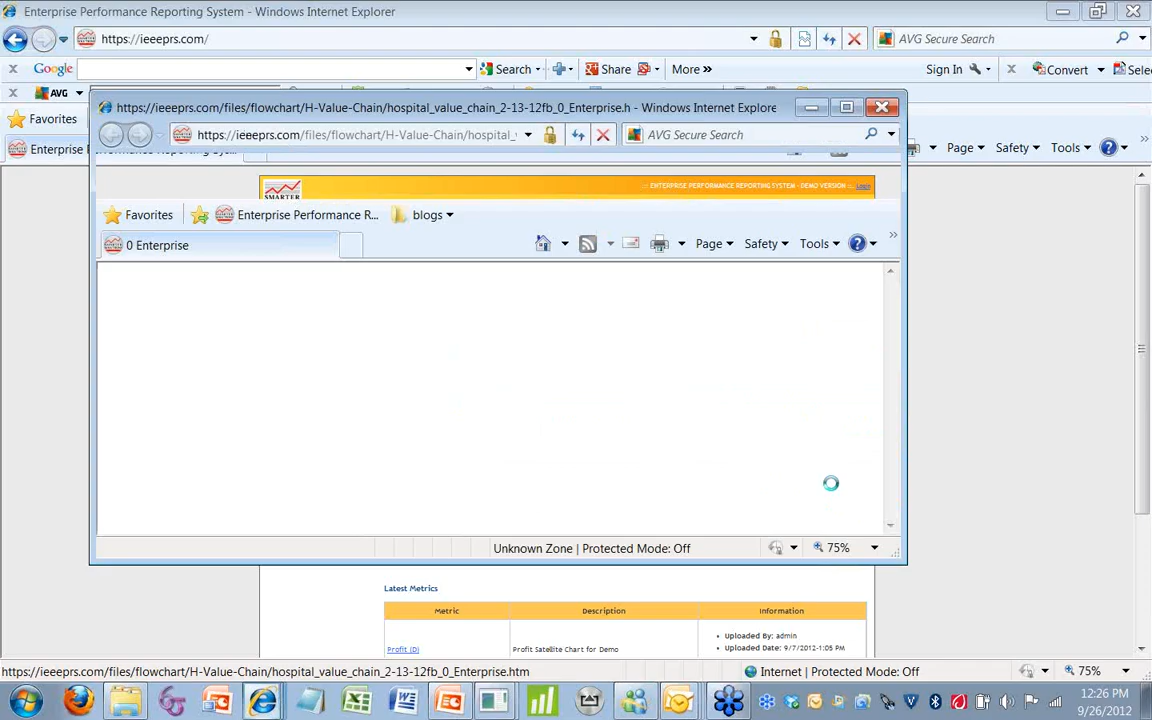 Enterprise Performance Reporting System - Windows Internet Explorer
https://ieeeprs.com/
AVG Secure Search
Google
Search
Share
More »
Sign In
Convert
Selec
AVG
https://ieeeprs.com/files/flowchart/H-Value-Chain/hospital_value_chain_2-13-12fb_0_Enterprise.h - Windows Internet Explore
Favorites
https://ieeeprs.com/files/flowchart/H-Value-Chain/hospital_
AVG Secure Search
Enterprise
Page
Safety
Tools
ENTERPRISE PERFORMANCE REPORTING SYSTEM - DEMO VERSION
Login
SMARTER
Favorites
Enterprise Performance R...
blogs
0 Enterprise
Page
Safety
Tools
Unknown Zone | Protected Mode: Off
75%
Latest Metrics
Metric
Description
Information
Profit (D)
Profit Satellite Chart for Demo
• Uploaded By: admin
• Uploaded Date: 9/7/2012-1:05 PM
https://ieeeprs.com/files/flowchart/H-Value-Chain/hospital_value_chain_2-13-12fb_0_Enterprise.htm
Internet | Protected Mode: Off
75%
12:26 PM
9/26/2012